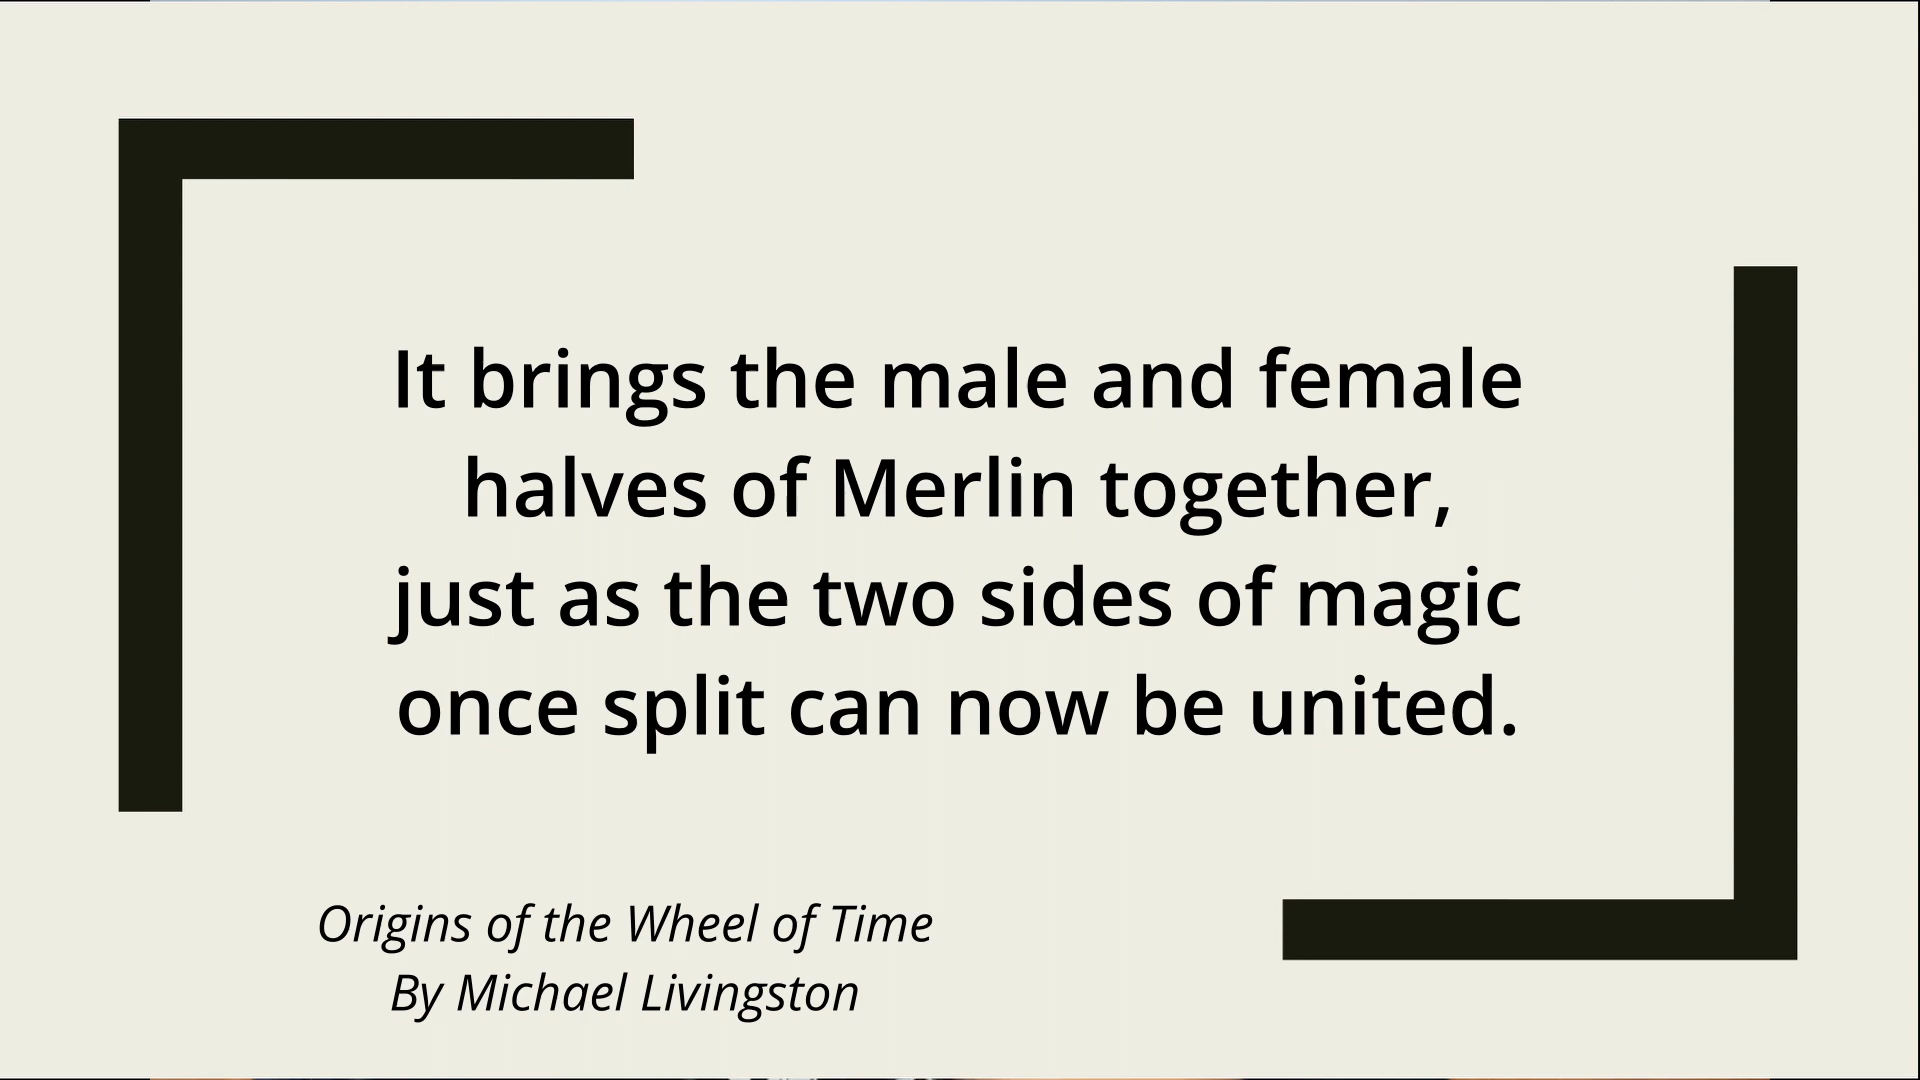 It brings the male and female
halves of Merlin together,
just as the two sides of magic
once split can now be united.
Origins of the Wheel of Time
By Michael Livingston